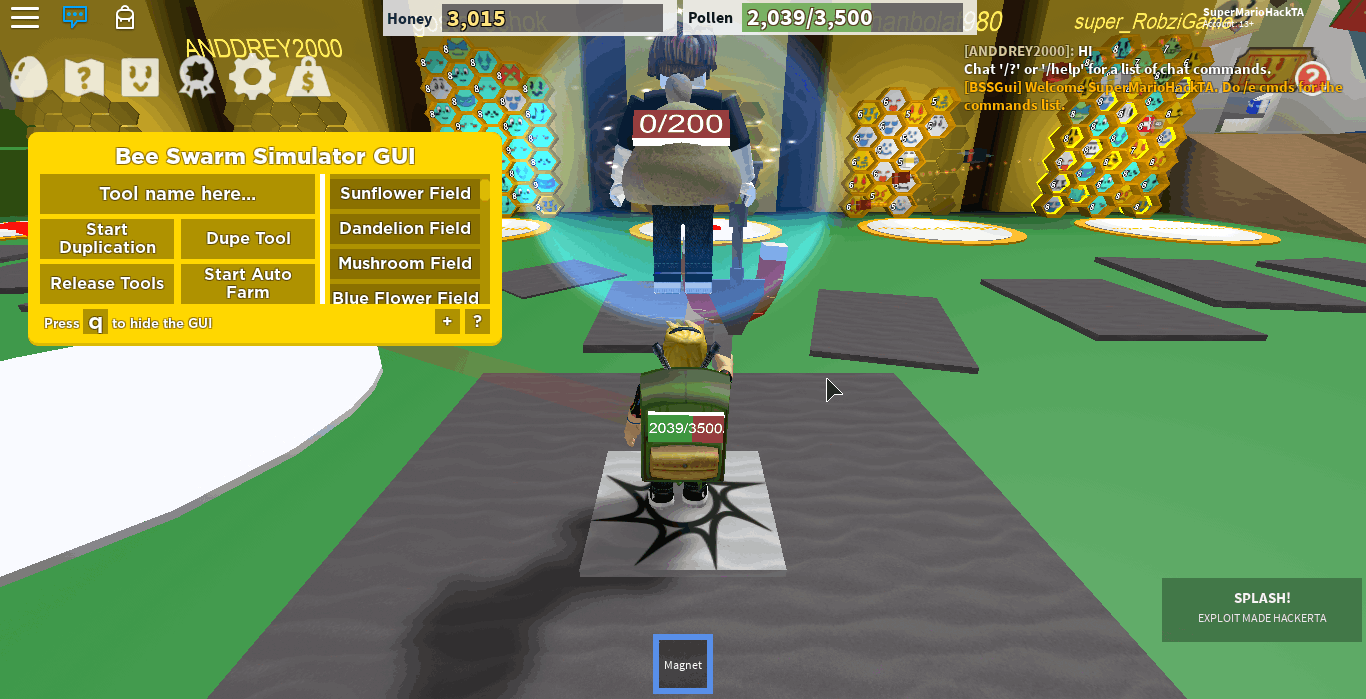 Honey 3,015
Pollen 2,039/3,500
super_RobziGame
SuperMarioHackTA
ANDDREY2000
[ANDDREY2000]: HI
Chat '/?' or '/help' for a list of chat commands.
[BSSGui] Welcome SuperMarioHackTA. Do /e cmds for the
commands list.
0/200
Bee Swarm Simulator GUI
Tool name here...
Start
Duplication
Dupe Tool
Release Tools
Start Auto
Farm
Sunflower Field
Dandelion Field
Mushroom Field
Blue Flower Field
Press q to hide the GUI
+ ?
2039/3500
SPLASH!
EXPLOIT MADE HACKERTA
Magnet